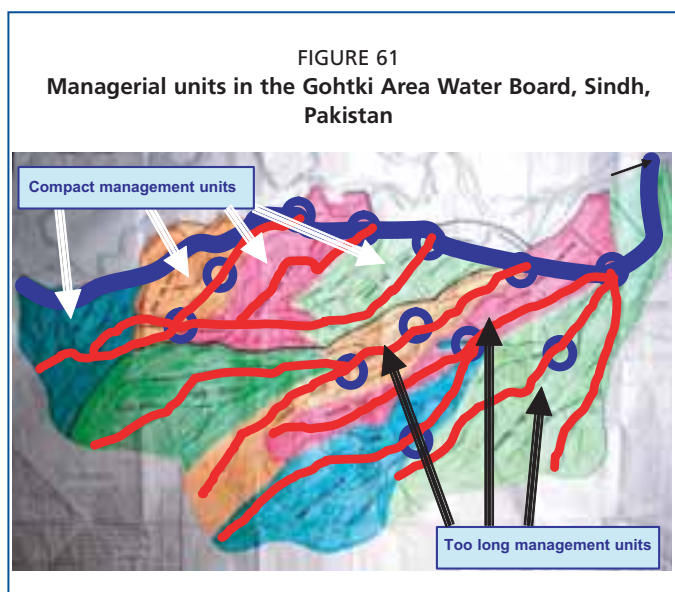 FIGURE 61
Managerial units in the Gohtki Area Water Board, Sindh,
Pakistan
Compact management units
Too long management units